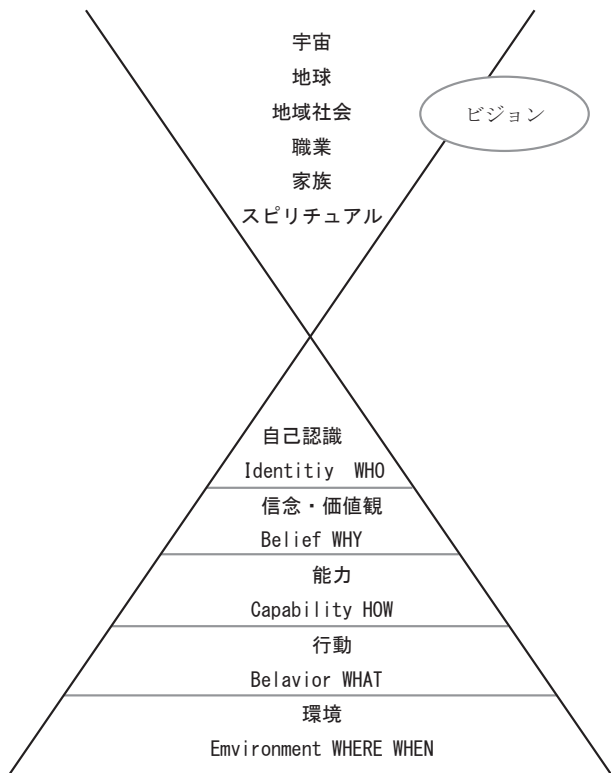 宇宙
地球
地域社会
ビジョン
職業
家族
スピリチュアル
自己認識
Identitiy WHO
信念・価値観
Belief WHY
能力
Capability HOW
行動
Belavior WHAT
環境
Emvironment WHERE WHEN